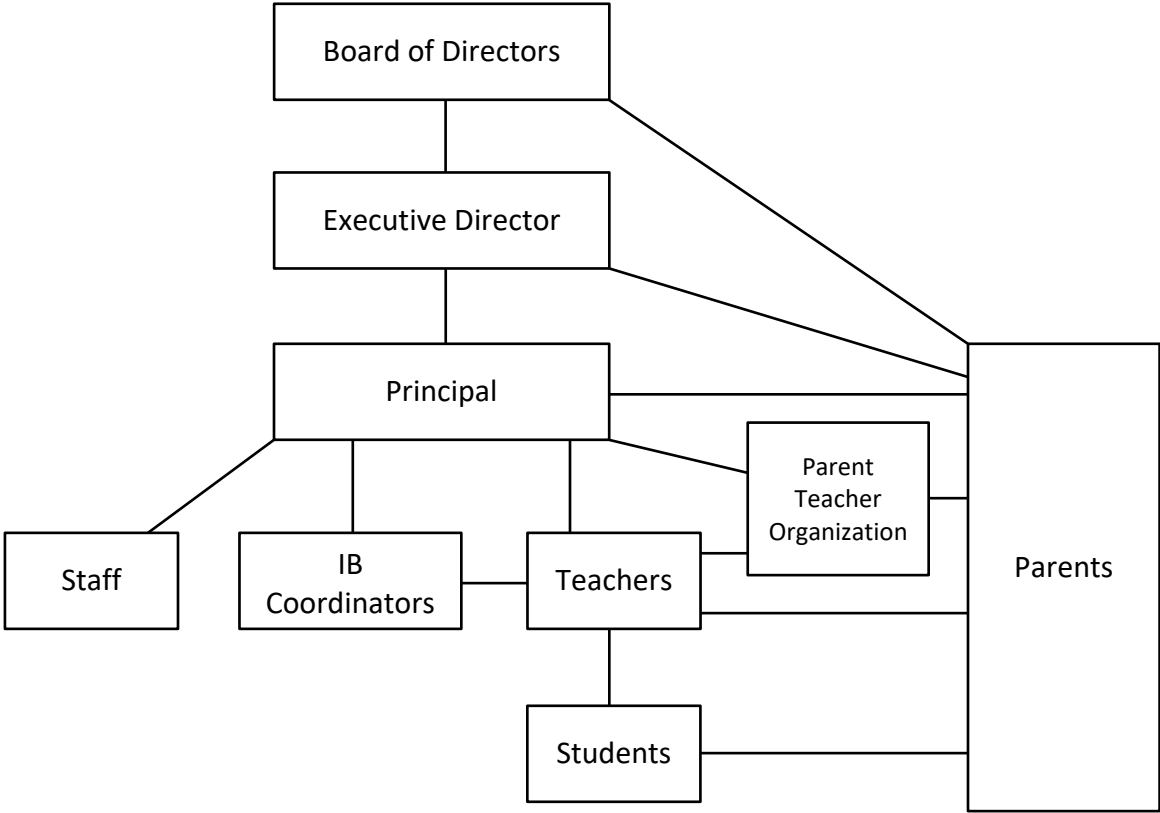 Board of Directors
Executive Director
Principal
Parent
Teacher
Organization
Staff
IB
Coordinators
Teachers
Parents
Students